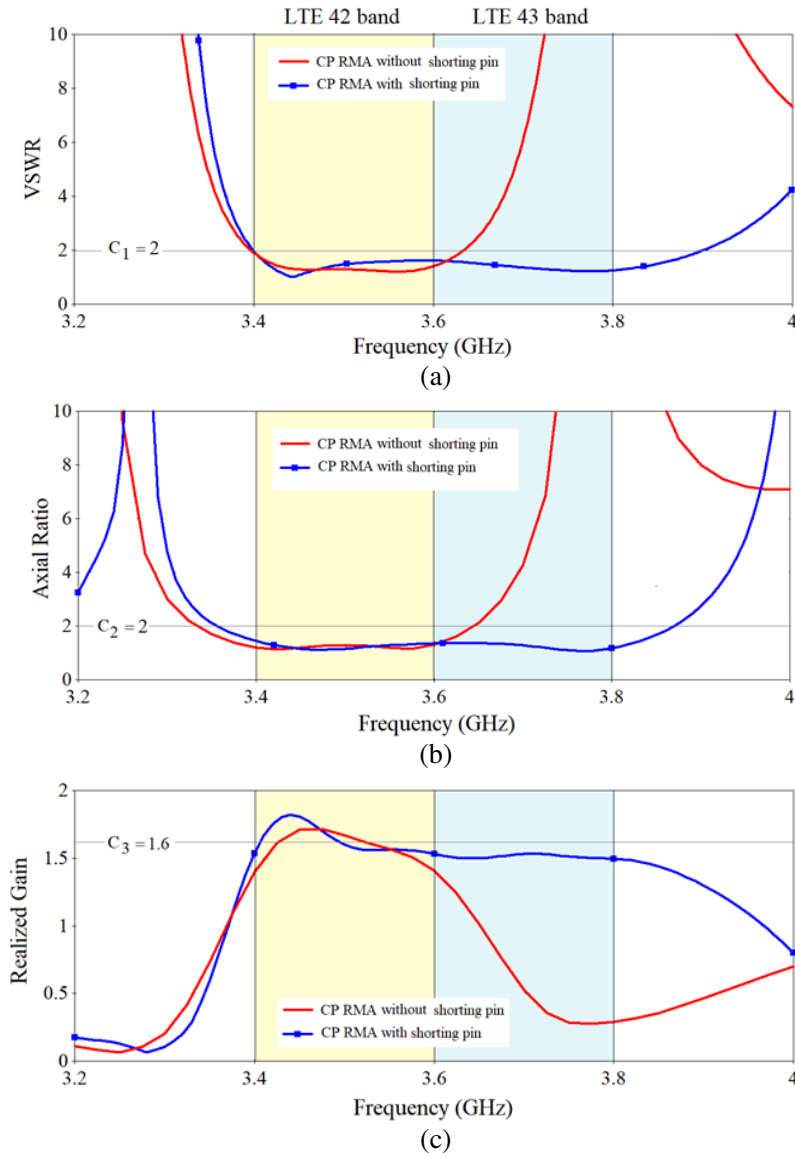 LTE 42 band LTE 43 band
10
8
6
4
2
0
VSWR
CP RMA without shorting pin
CP RMA with shorting pin
C1 = 2
3.2 3.4 3.6 3.8 4
Frequency (GHz)
(a)
10
8
6
4
2
0
Axial Ratio
CP RMA without shorting pin
CP RMA with shorting pin
C2 = 2
3.2 3.4 3.6 3.8 4
Frequency (GHz)
(b)
2
1.5
1
0.5
0
Realized Gain
C3 = 1.6
CP RMA without shorting pin
CP RMA with shorting pin
3.2 3.4 3.6 3.8 4
Frequency (GHz)
(c)